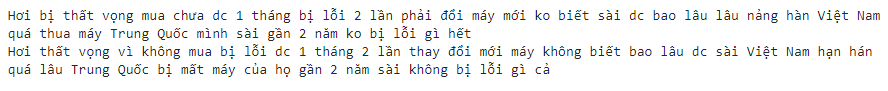 Hơi bị thất vọng mua chưa dc 1 tháng bị lỗi 2 lần phải đổi máy mới ko biết sài dc bao lâu lâu nảng hàn Việt Nam
quá thua máy Trung Quốc mình sài gần 2 năm ko bị lỗi gì hết
Hơi thất vọng vì không mua bị lỗi dc 1 tháng 2 lần thay đổi mới máy không biết bao lâu dc sài Việt Nam hạn hán
quá lâu Trung Quốc bị mất máy của họ gần 2 năm sài không bị lỗi gì cả